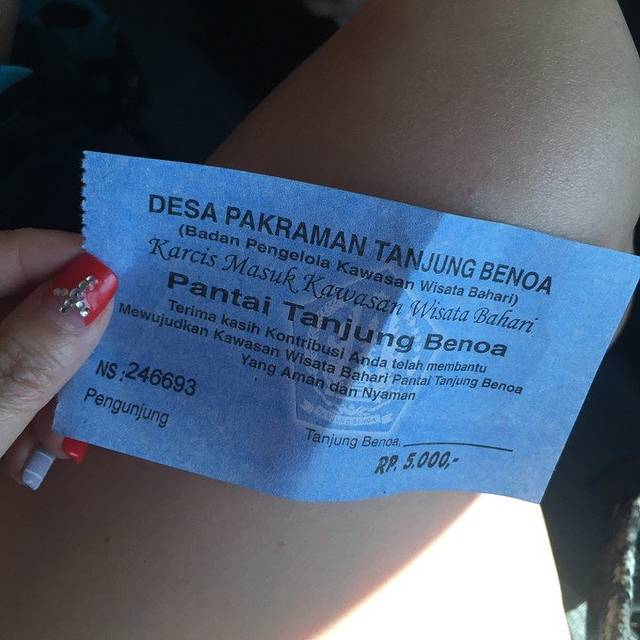 DESA PAKRAMAN TANJUNG BENOA
(Badan Pengelola Kawasan Wisata Bahari)
Karcis Masuk Kawasan Wisata Bahari
Pantai Tanjung Benoa
Terima kasih Kontribusi Anda telah membantu
Mewujudkan Kawasan Wisata Bahari Pantai Tanjung Benoa
Yang Aman dan Nyaman
NS :246693
Pengunjung
Tanjung Benoa,
RP. 5.000,-